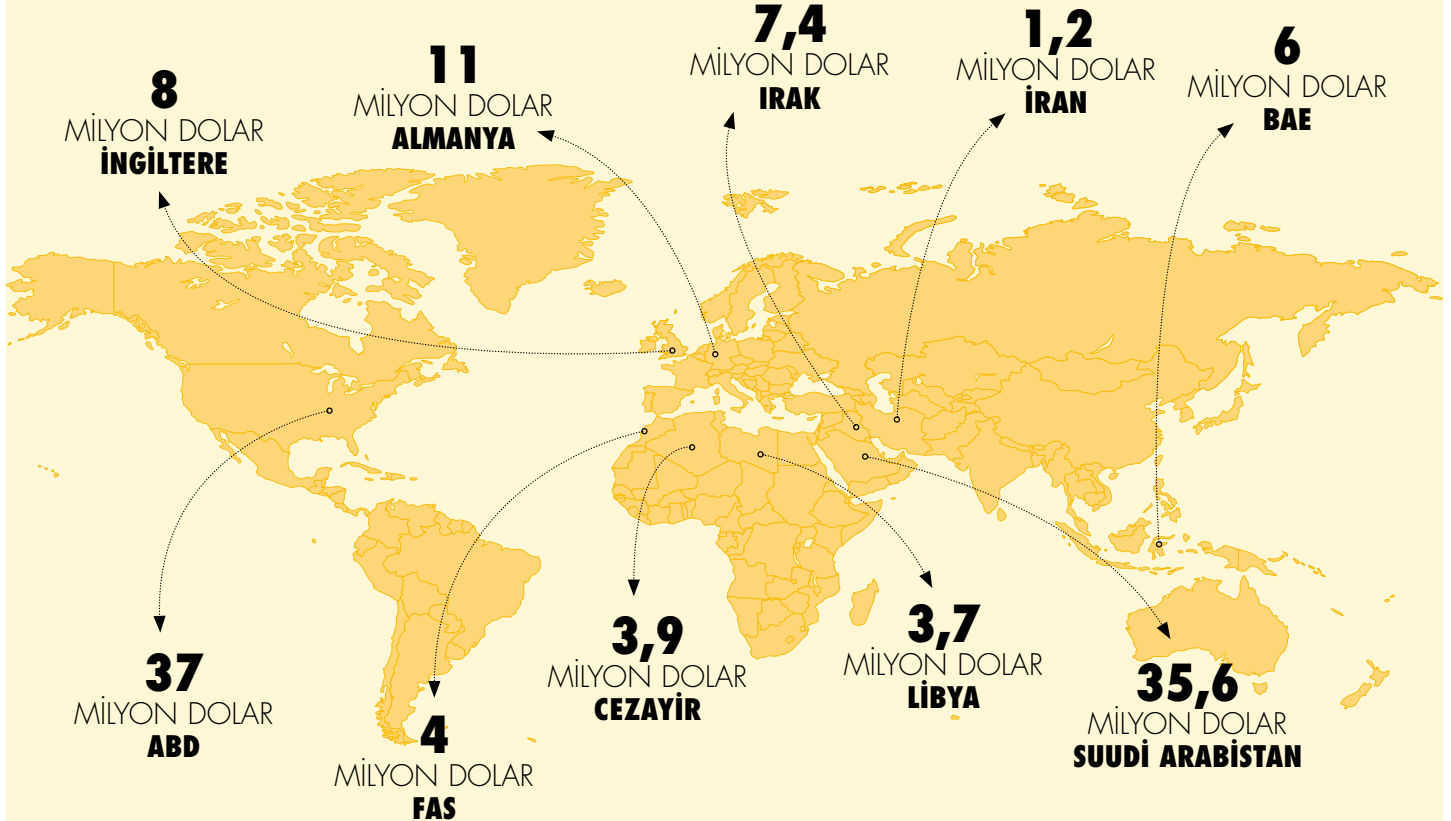 8
MİLYON DOLAR
İNGİLTERE
11
MİLYON DOLAR
ALMANYA
7,4
MİLYON DOLAR
IRAK
1,2
MİLYON DOLAR
İRAN
6
MİLYON DOLAR
BAE
37
MİLYON DOLAR
ABD
4
MİLYON DOLAR
FAS
3,9
MİLYON DOLAR
CEZAYİR
3,7
MİLYON DOLAR
LİBYA
35,6
MİLYON DOLAR
SUUDİ ARABİSTAN